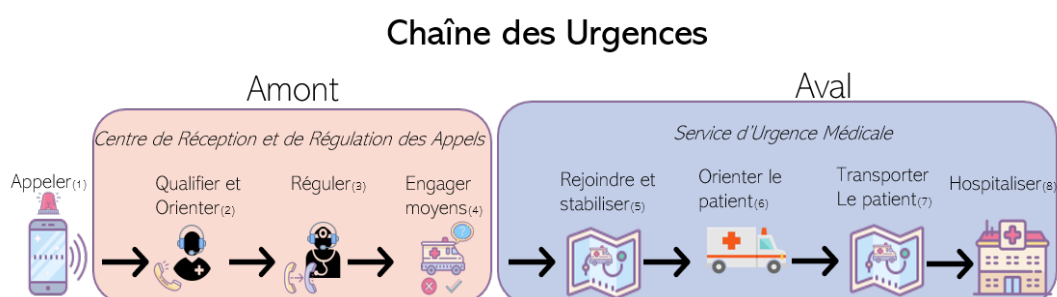 Chaîne des Urgences
Amont
Aval
Centre de Réception et de Régulation des Appels
Service d'Urgence Médicale
Appeler(1)
Qualifier et
Orienter(2)
Réguler(3)
Engager
moyens(4)
Rejoindre et
stabiliser(5)
Orienter le
patient(6)
Transporter
Le patient(7)
Hospitaliser(8)